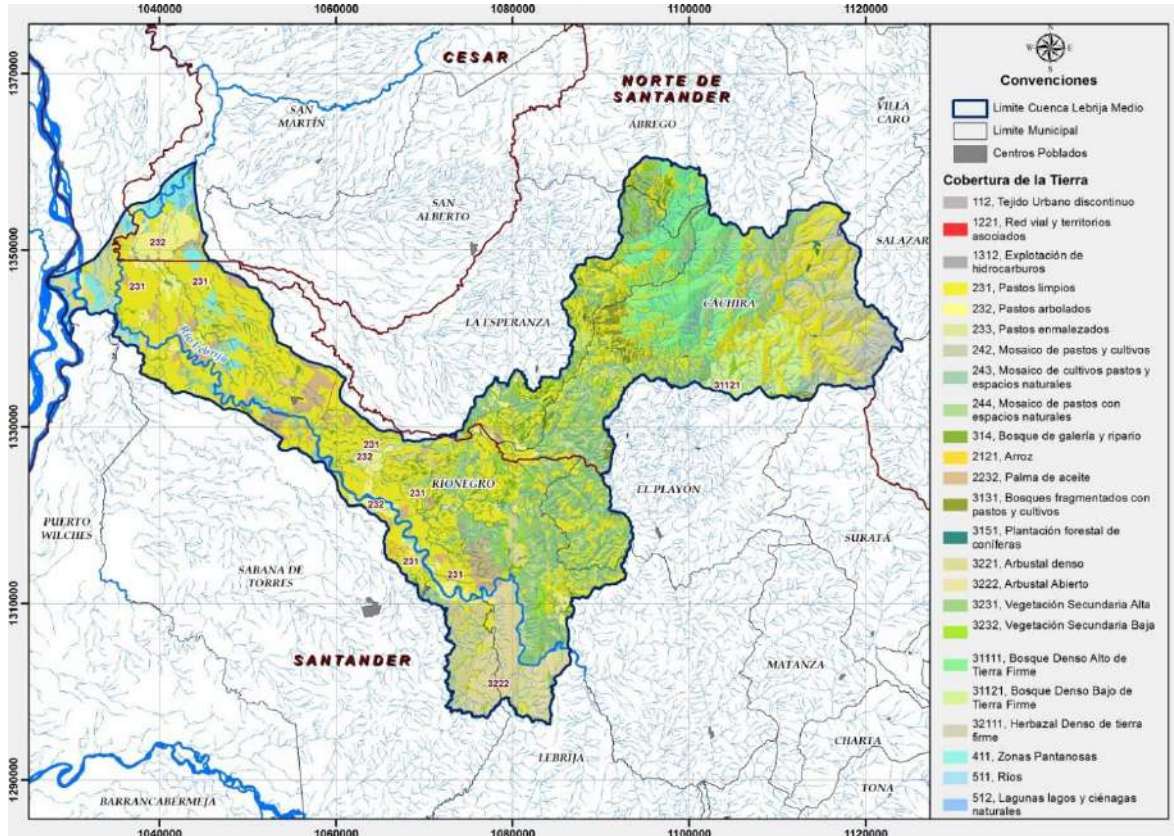 1040000
1060000
1080000
1100000
1120000
1370000
1350000
1330000
1310000
1290000
CESAR
NORTE DE
SANTANDER
SAN
MARTÍN
ABREGO
VILLA
CARO
SAN
ALBERTO
SALAZAR
232
231
231
CÁCHIRA
LA ESPERANZA
Río Lebrija
31121
231
232
RIONEGRO
231
232
EL PLAYÓN
PUERTO
WILCHES
SURATÁ
231
231
SABANA DE
TORRES
SANTANDER
MATANZA
3222
LEBRIJA
CHARTA
TONA
BARRANCABERMEJA
1040000
1060000
1080000
1100000
1120000
N
W
E
S
Convenciones
Limite Cuenca Lebrija Medio
Limite Municipal
Centros Poblados
Cobertura de la Tierra
112, Tejido Urbano discontinuo
1221, Red vial y territorios
asociados
1312, Explotación de
hidrocarburos
231, Pastos limpios
232, Pastos arbolados
233, Pastos enmalezados
242, Mosaico de pastos y cultivos
243, Mosaico de cultivos pastos y
espacios naturales
244, Mosaico de pastos con
espacios naturales
314, Bosque de galería y ripario
2121, Arroz
2232, Palma de aceite
3131, Bosques fragmentados con
pastos y cultivos
3151, Plantación forestal de
coníferas
3221, Arbustal denso
3222, Arbustal Abierto
3231, Vegetación Secundaria Alta
3232, Vegetación Secundaria Baja
31111, Bosque Denso Alto de
Tierra Firme
31121, Bosque Denso Bajo de
Tierra Firme
32111, Herbazal Denso de tierra
firme
411, Zonas Pantanosas
511, Ríos
512, Lagunas lagos y ciénagas
naturales